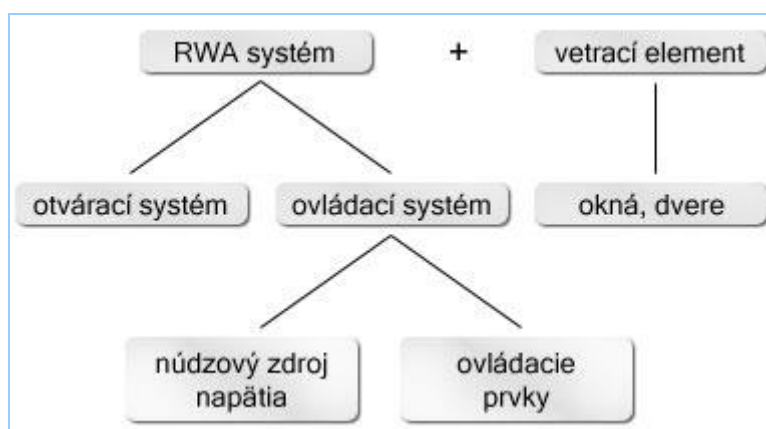 RWA systém + vetrací element
otvárací systém ovládací systém okná, dvere
núdzový zdroj
napätia
ovládacie
prvky